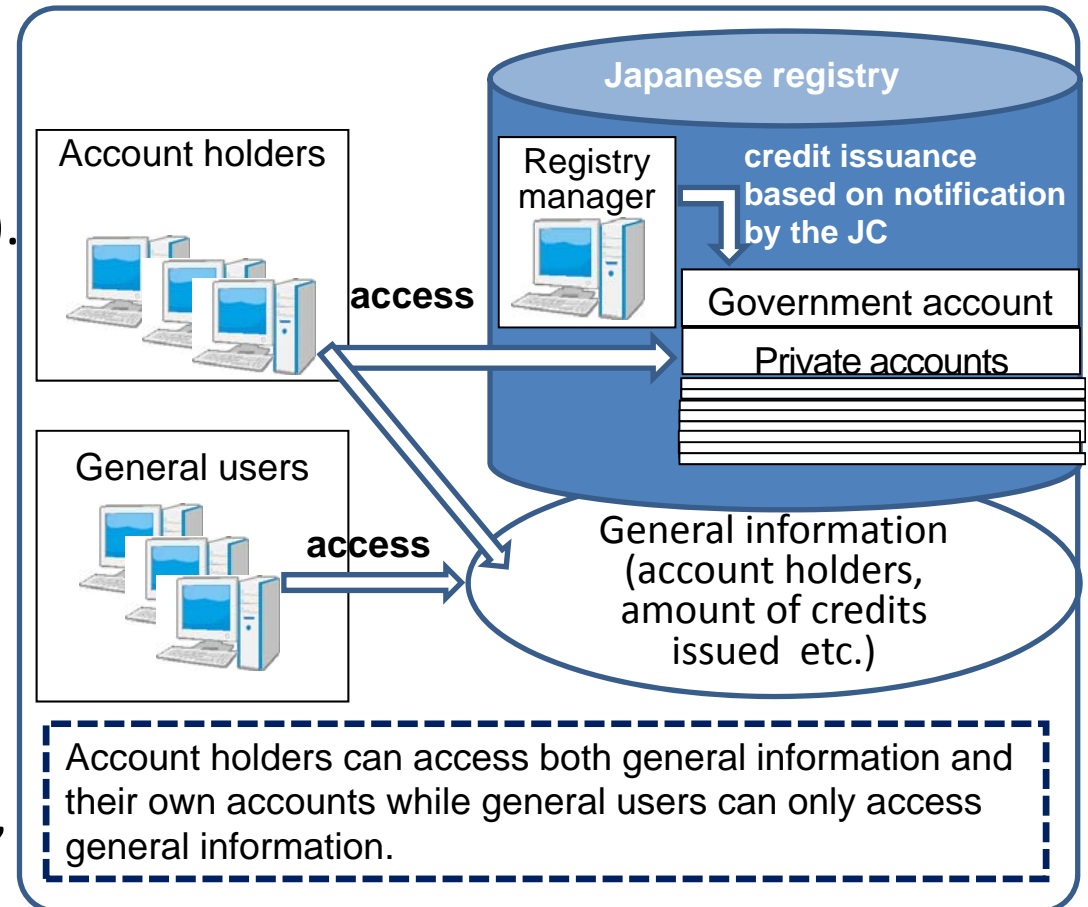 Japanese registry
Account holders
Registry
manager
credit issuance
based on notification
by the JC
).
access
Government account
Private accounts
General users
access
General information
(account holders,
amount of credits
issued etc.)
Account holders can access both general information and
their own accounts while general users can only access
general information.
,